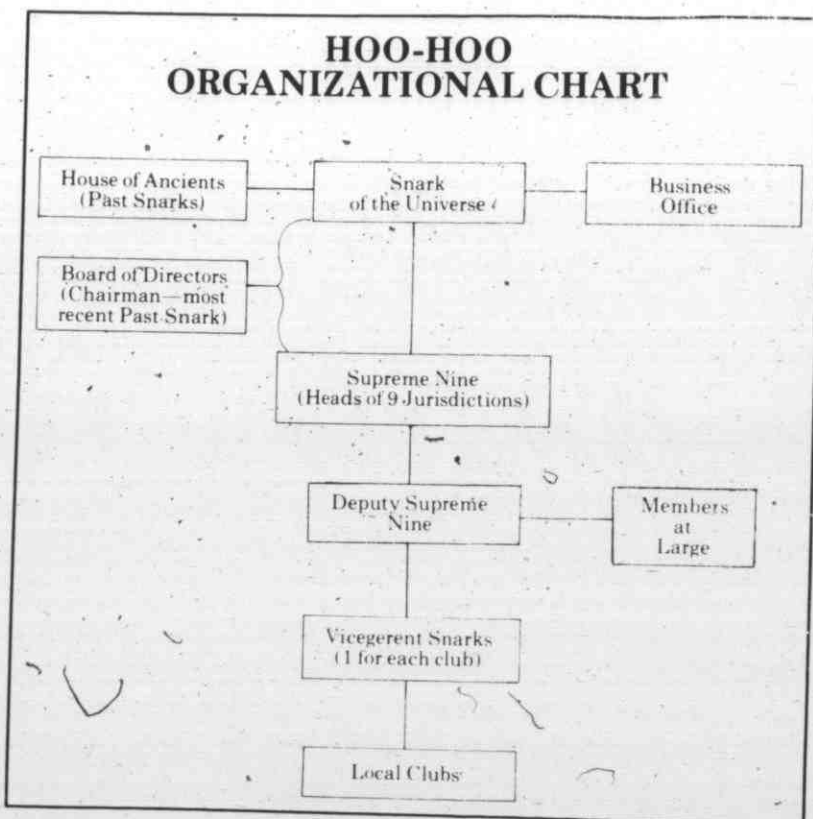 HOO-HOO
ORGANIZATIONAL CHART
House of Ancients
(Past Snarks)
Snark
of the Universe
Business
Office
Board of Directors
(Chairman—most
recent Past Snark)
Supreme Nine
(Heads of 9 Jurisdictions)
Deputy Supreme
Nine
Members
at
Large
Vicegerent Snarks
(1 for each club)
Local Clubs